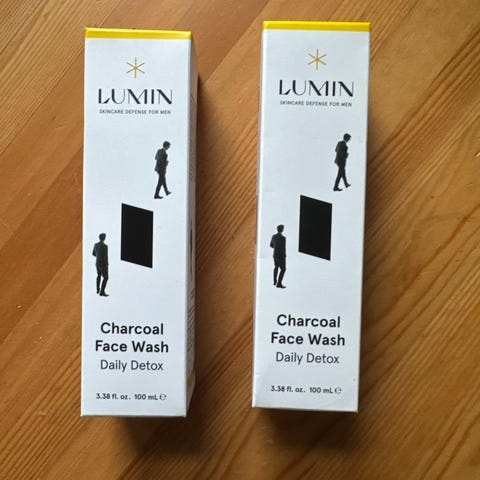 LUMIN
SKINCARE DEFENSE FOR MEN
Charcoal
Face Wash
Daily Detox
3.38 fl. oz. 100 mL ℮
LUMIN
SKINCARE DEFENSE FOR MEN
Charcoal
Face Wash
Daily Detox
3.38 fl. oz. 100 mL ℮